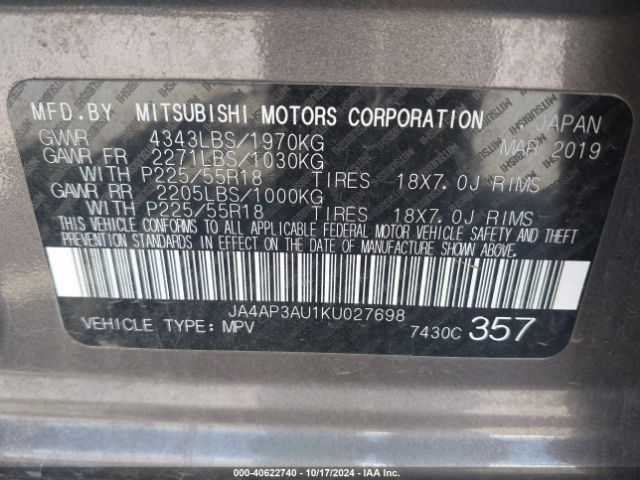 MFD.BY MITSUBISHI MOTORS CORPORATION JAPAN
GVWR 4343LBS/1970KG MAR 2019
GAWR FR 2271LBS/1030KG
WITH P225/55R18 TIRES 18X7.0J RIMS
GAWR RR 2205LBS/1000KG
WITH P225/55R18 TIRES 18X7.0J RIMS
THIS VEHICLE CONFORMS TO ALL APPLICABLE FEDERAL MOTOR VEHICLE SAFETY AND THEFT
PREVENTION STANDARDS IN EFFECT ON THE DATE OF MANUFACTURE SHOWN ABOVE.
JA4AP3AU1KU027698
VEHICLE TYPE: MPV 7430C 357
000-40622740 - 10/17/2024 - IAA Inc.